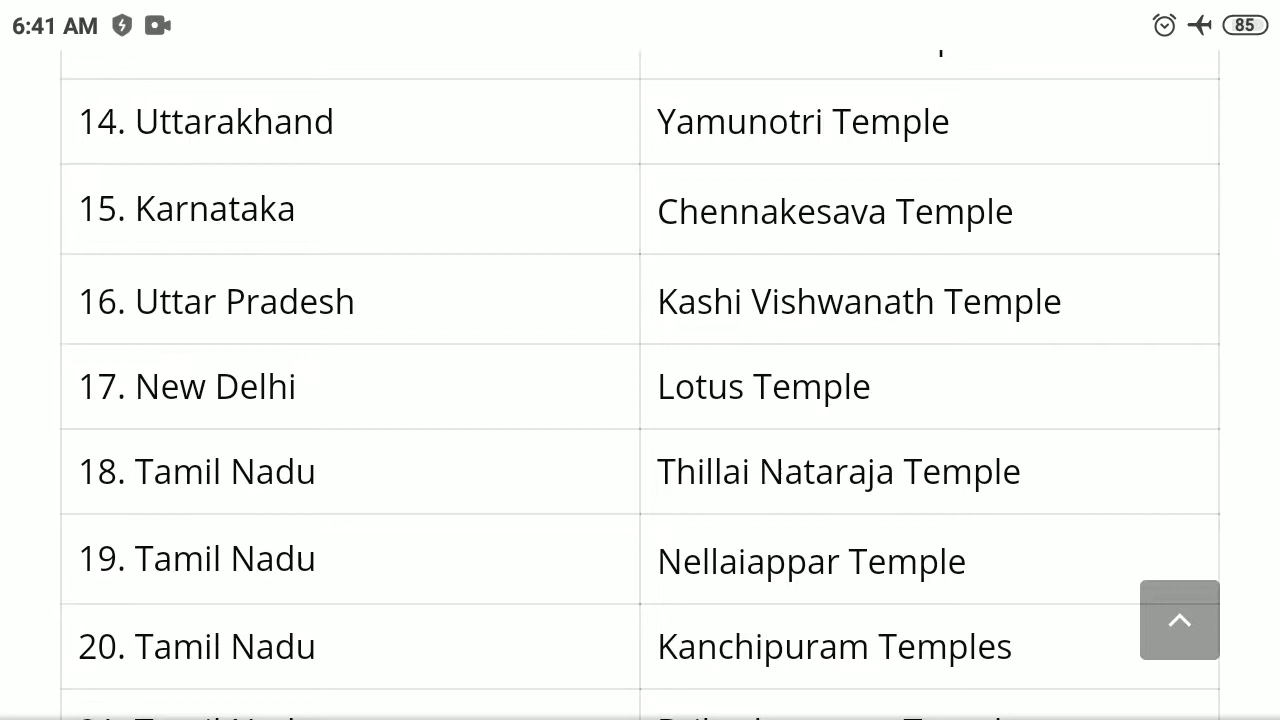 6:41 AM
85
14. Uttarakhand Yamunotri Temple
15. Karnataka Chennakesava Temple
16. Uttar Pradesh Kashi Vishwanath Temple
17. New Delhi Lotus Temple
18. Tamil Nadu Thillai Nataraja Temple
19. Tamil Nadu Nellaiappar Temple
20. Tamil Nadu Kanchipuram Temples